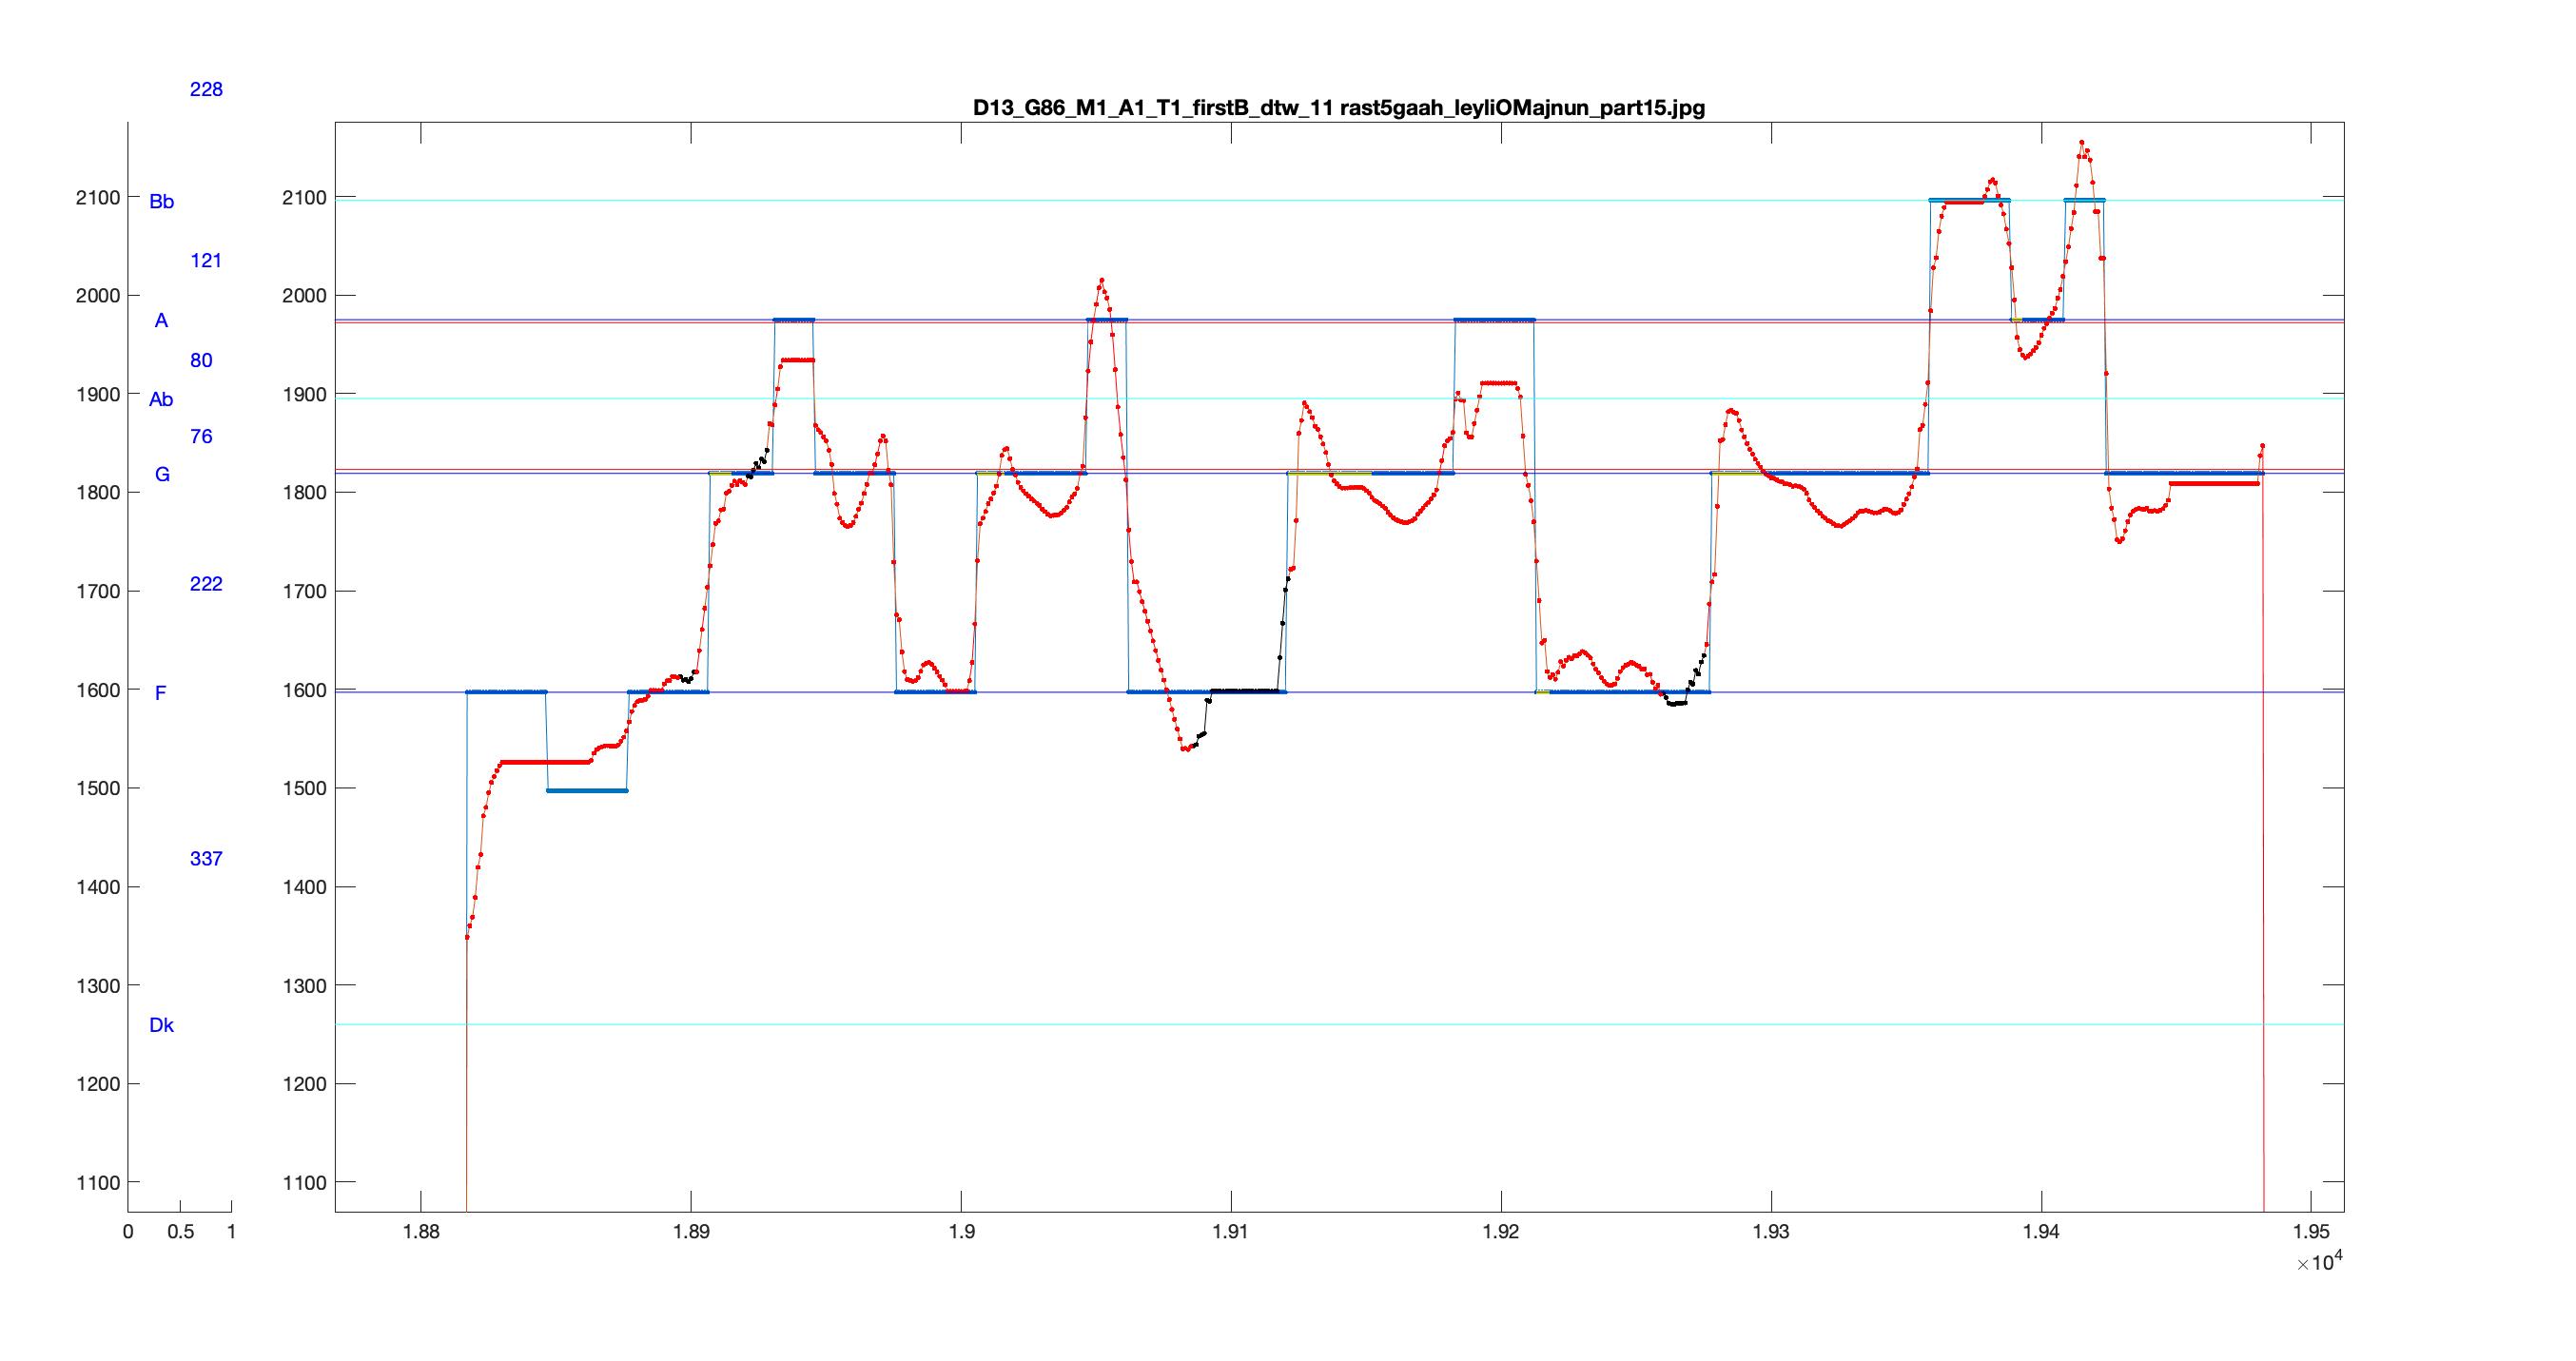 228
D13_G86_M1_A1_T1_firstB_dtw_11 rast5gaah_leyliOMajnun_part15.jpg
2100 Bb 2100
121
2000 2000
A
80
1900 Ab 1900
76
G
1800 1800
222
1700 1700
1600 F 1600
1500 1500
337
1400 1400
1300 1300
Dk
1200 1200
1100 1100
0 0.5 1 1.88 1.89 1.9 1.91 1.92 1.93 1.94 1.95
×10^4